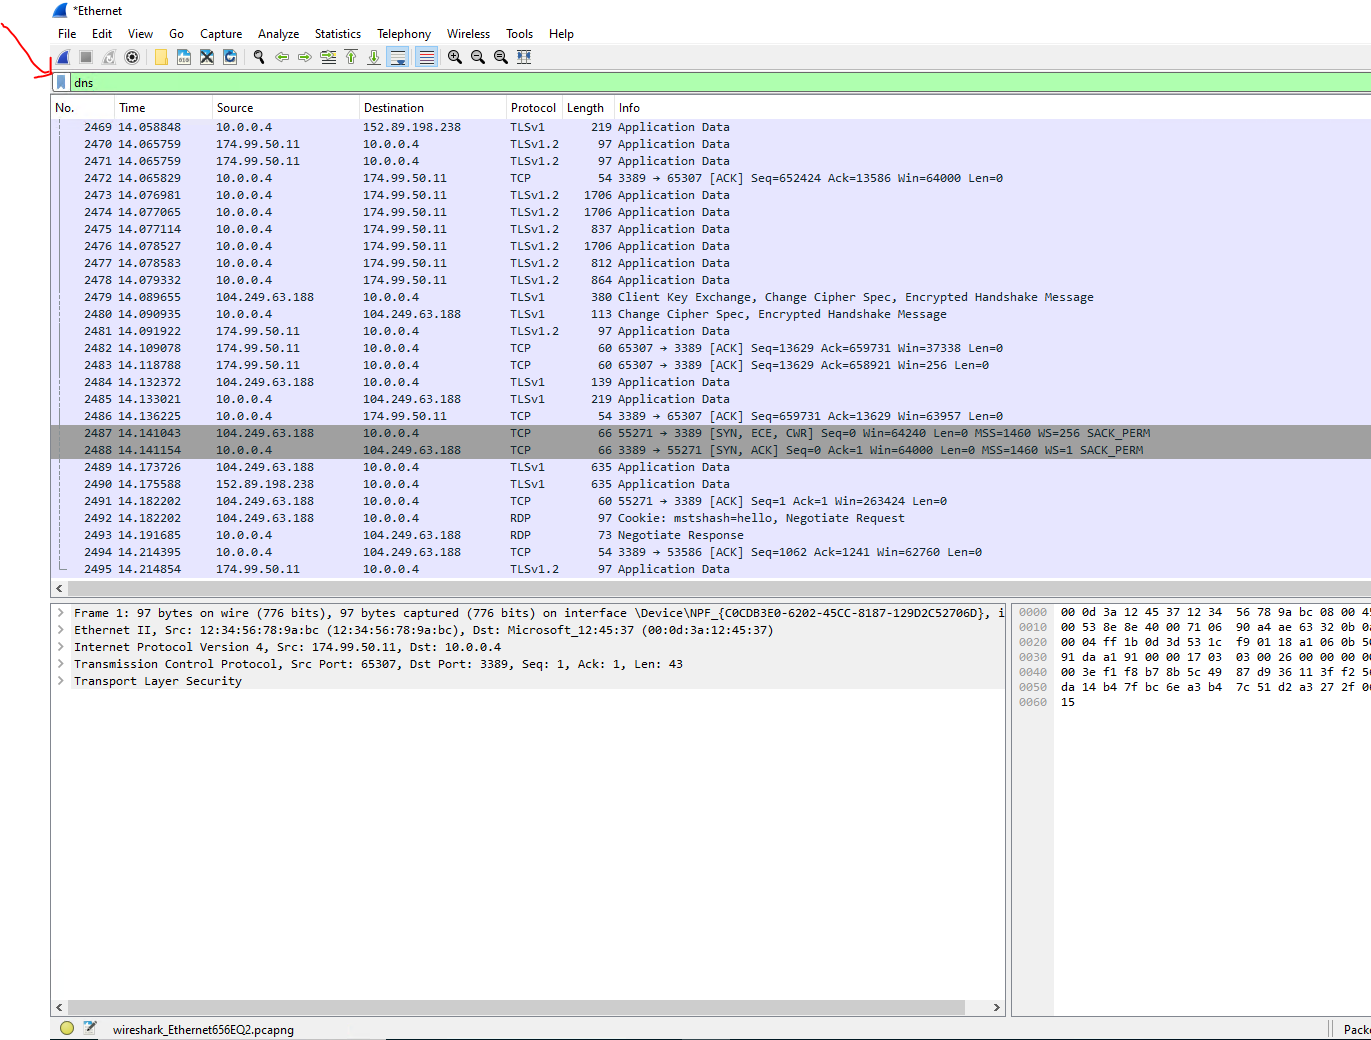 *Ethernet
File Edit View Go Capture Analyze Statistics Telephony Wireless Tools Help
dns
No. Time Source Destination Protocol Length Info
2469 14.058848 10.0.0.4 152.89.198.238 TLSv1 219 Application Data
2470 14.065759 174.99.50.11 10.0.0.4 TLSv1.2 97 Application Data
2471 14.065759 174.99.50.11 10.0.0.4 TLSv1.2 97 Application Data
2472 14.065829 10.0.0.4 174.99.50.11 TCP 54 3389 → 65307 [ACK] Seq=652424 Ack=13586 Win=64000 Len=0
2473 14.076981 10.0.0.4 174.99.50.11 TLSv1.2 1706 Application Data
2474 14.077065 10.0.0.4 174.99.50.11 TLSv1.2 1706 Application Data
2475 14.077114 10.0.0.4 174.99.50.11 TLSv1.2 837 Application Data
2476 14.078527 10.0.0.4 174.99.50.11 TLSv1.2 1706 Application Data
2477 14.078583 10.0.0.4 174.99.50.11 TLSv1.2 812 Application Data
2478 14.079332 10.0.0.4 174.99.50.11 TLSv1.2 864 Application Data
2479 14.089655 104.249.63.188 10.0.0.4 TLSv1 380 Client Key Exchange, Change Cipher Spec, Encrypted Handshake Message
2480 14.090935 10.0.0.4 104.249.63.188 TLSv1 113 Change Cipher Spec, Encrypted Handshake Message
2481 14.091922 174.99.50.11 10.0.0.4 TLSv1.2 97 Application Data
2482 14.109078 174.99.50.11 10.0.0.4 TCP 60 65307 → 3389 [ACK] Seq=13629 Ack=659731 Win=37338 Len=0
2483 14.118788 174.99.50.11 10.0.0.4 TCP 60 65307 → 3389 [ACK] Seq=13629 Ack=658921 Win=256 Len=0
2484 14.132372 104.249.63.188 10.0.0.4 TLSv1 139 Application Data
2485 14.133021 10.0.0.4 104.249.63.188 TLSv1 219 Application Data
2486 14.136225 10.0.0.4 174.99.50.11 TCP 54 3389 → 65307 [ACK] Seq=659731 Ack=13629 Win=63957 Len=0
2487 14.141043 104.249.63.188 10.0.0.4 TCP 66 55271 → 3389 [SYN, ECE, CWR] Seq=0 Win=64240 Len=0 MSS=1460 WS=256 SACK_PERM
2488 14.141154 10.0.0.4 104.249.63.188 TCP 66 3389 → 55271 [SYN, ACK] Seq=0 Ack=1 Win=64000 Len=0 MSS=1460 WS=1 SACK_PERM
2489 14.173726 104.249.63.188 10.0.0.4 TLSv1 635 Application Data
2490 14.175588 152.89.198.238 10.0.0.4 TLSv1 635 Application Data
2491 14.182202 104.249.63.188 10.0.0.4 TCP 60 55271 → 3389 [ACK] Seq=1 Ack=1 Win=263424 Len=0
2492 14.182202 104.249.63.188 10.0.0.4 RDP 97 Cookie: mstshash=hello, Negotiate Request
2493 14.191685 10.0.0.4 104.249.63.188 RDP 73 Negotiate Response
2494 14.214395 10.0.0.4 104.249.63.188 TCP 54 3389 → 53586 [ACK] Seq=1062 Ack=1241 Win=62760 Len=0
2495 14.214854 174.99.50.11 10.0.0.4 TLSv1.2 97 Application Data
Frame 1: 97 bytes on wire (776 bits), 97 bytes captured (776 bits) on interface \Device\NPF_{C0CDB3E0-6202-45CC-8187-129D2C52706D}, i
Ethernet II, Src: 12:34:56:78:9a:bc (12:34:56:78:9a:bc), Dst: Microsoft_12:45:37 (00:0d:3a:12:45:37)
Internet Protocol Version 4, Src: 174.99.50.11, Dst: 10.0.0.4
Transmission Control Protocol, Src Port: 65307, Dst Port: 3389, Seq: 1, Ack: 1, Len: 43
Transport Layer Security
0000 00 0d 3a 12 45 37 12 34 56 78 9a bc 08 00 45
0010 00 53 8e 8e 40 00 71 06 90 a4 ae 63 32 0b
0020 00 04 ff 1b 0d 3d 53 1c f9 01 18 a1 06 0b
0030 91 da a1 91 00 00 17 03 03 00 26 00 00 00
0040 00 3e f1 f8 b7 8b 5c 49 87 d9 36 11 3f f2
0050 da 14 b4 7f bc 6e a3 b4 7c 51 d2 a3 27 2f
0060 15
wireshark_Ethernet656EQ2.pcapng